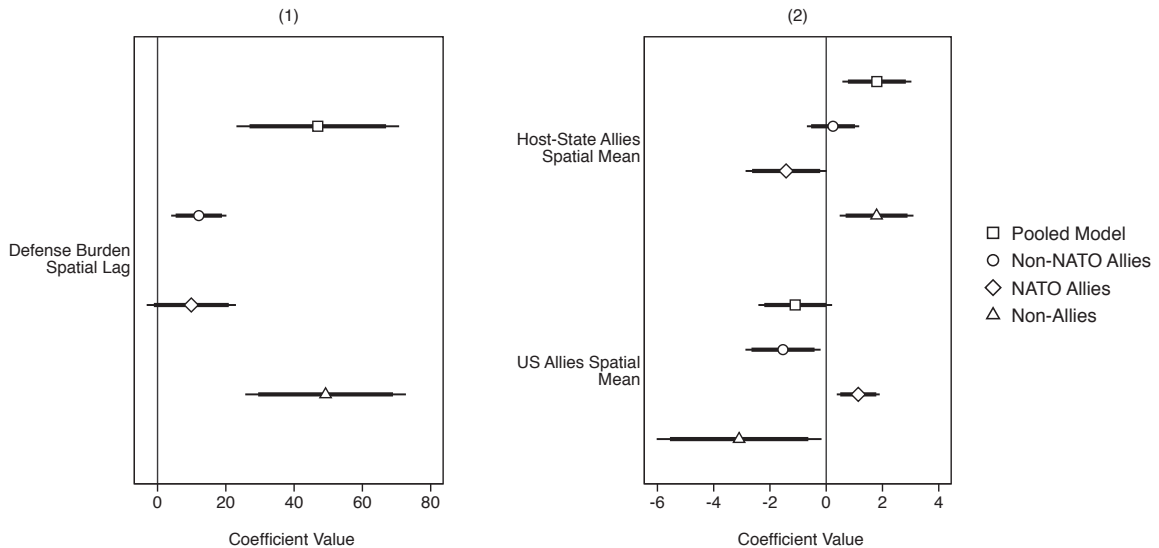 (1)
Defense Burden
Spatial Lag
0 20 40 60 80
Coefficient Value
(2)
Host-State Allies
Spatial Mean
US Allies Spatial
Mean
-6 -4 -2 0 2 4
Coefficient Value
Pooled Model
Non-NATO Allies
NATO Allies
Non-Allies